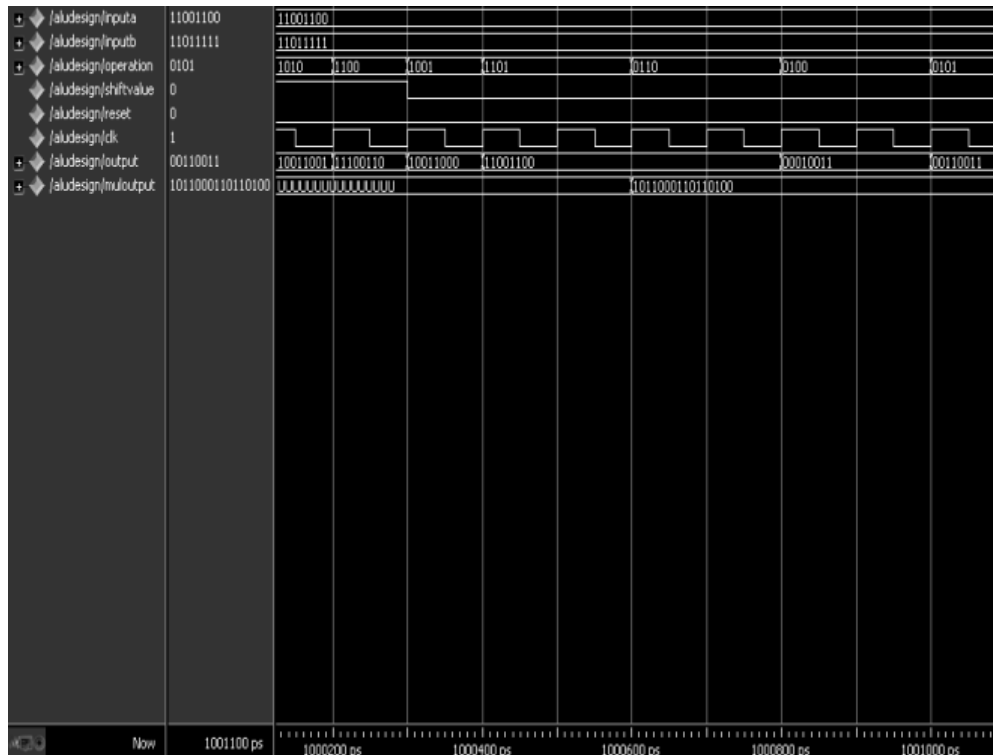 /aludesign/inputa 11001100 11001100
/aludesign/inputb 11011111 11011111
/aludesign/operation 0101 1010 1100 1001 1101 0110 0100 0101
/aludesign/shiftvalue 0
/aludesign/reset 0
/aludesign/clk 1
/aludesign/output 00110011 10011001 11100110 10011000 11001100 00010011 00110011
/aludesign/muloutput 1011000110110100 UUUUUUUUUUUUUUUU 1011000110110100
Now 1001100 ps 1000200 ps 1000400 ps 1000600 ps 1000800 ps 1001000 ps